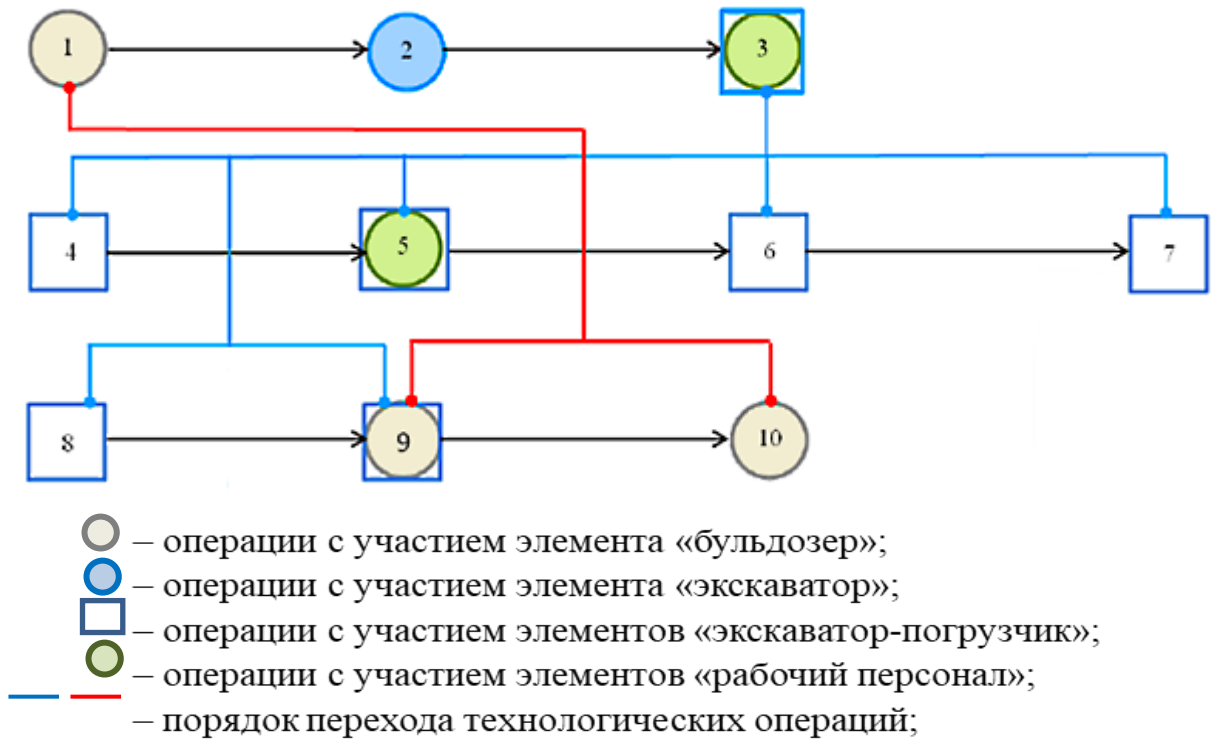 1 2 3
4 5 6 7
8 9 10
– операции с участием элемента «бульдозер»;
– операции с участием элемента «экскаватор»;
– операции с участием элементов «экскаватор-погрузчик»;
– операции с участием элементов «рабочий персонал»;
– порядок перехода технологических операций;